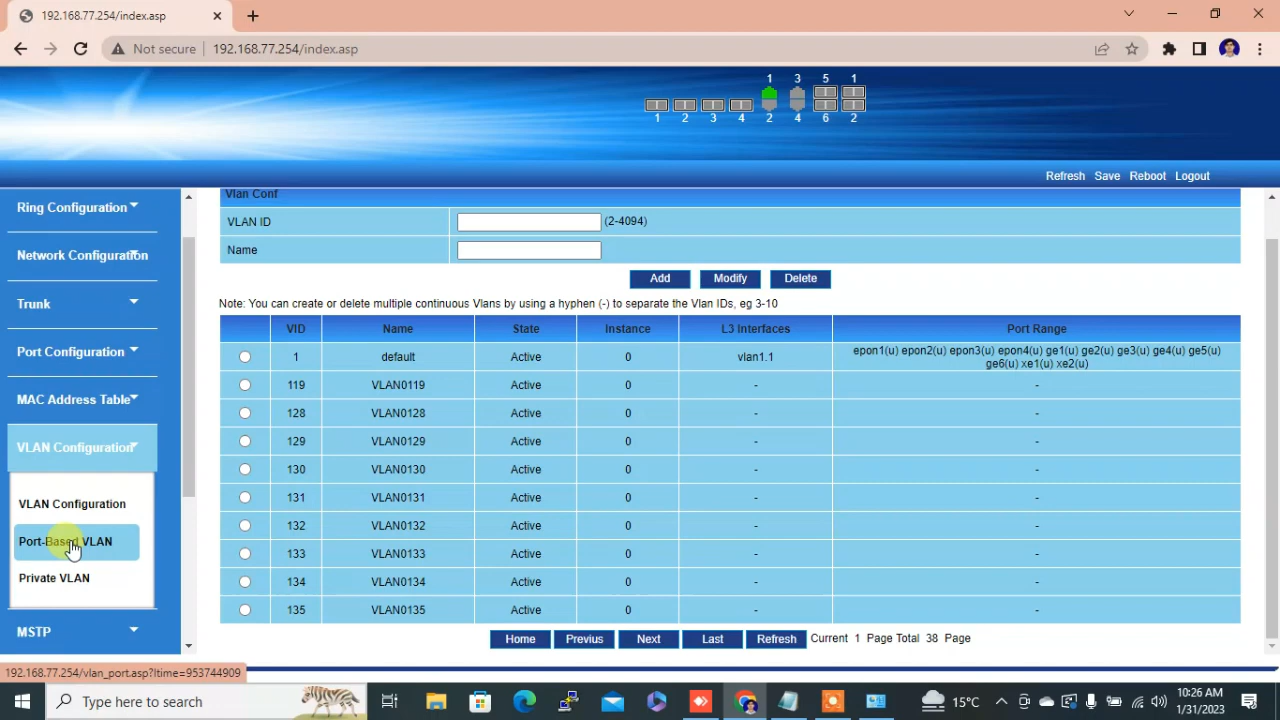 192.168.77.254/index.asp
Not secure 192.168.77.254/index.asp
1 3 5 1
1 2 3 4 2 4 6 2
Refresh Save Reboot Logout
Ring Configuration
Network Configuration
Trunk
Port Configuration
MAC Address Table
VLAN Configuration
VLAN Configuration
Port-Based VLAN
Private VLAN
MSTP
Vlan Conf
VLAN ID (2-4094)
Name
Add Modify Delete
Note: You can create or delete multiple continuous Vlans by using a hyphen (-) to separate the Vlan IDs, eg 3-10
VID Name State Instance L3 Interfaces Port Range
1 default Active 0 vlan1.1 epon1(u) epon2(u) epon3(u) epon4(u) ge1(u) ge2(u) ge3(u) ge4(u) ge5(u)
ge6(u) xe1(u) xe2(u)
119 VLAN0119 Active 0 - -
128 VLAN0128 Active 0 - -
129 VLAN0129 Active 0 - -
130 VLAN0130 Active 0 - -
131 VLAN0131 Active 0 - -
132 VLAN0132 Active 0 - -
133 VLAN0133 Active 0 - -
134 VLAN0134 Active 0 - -
135 VLAN0135 Active 0 - -
Home Previus Next Last Refresh Current 1 Page Total 38 Page
192.168.77.254/vlan_port.asp?ltime=953744909
Type here to search
15°C
10:26 AM
1/31/2023